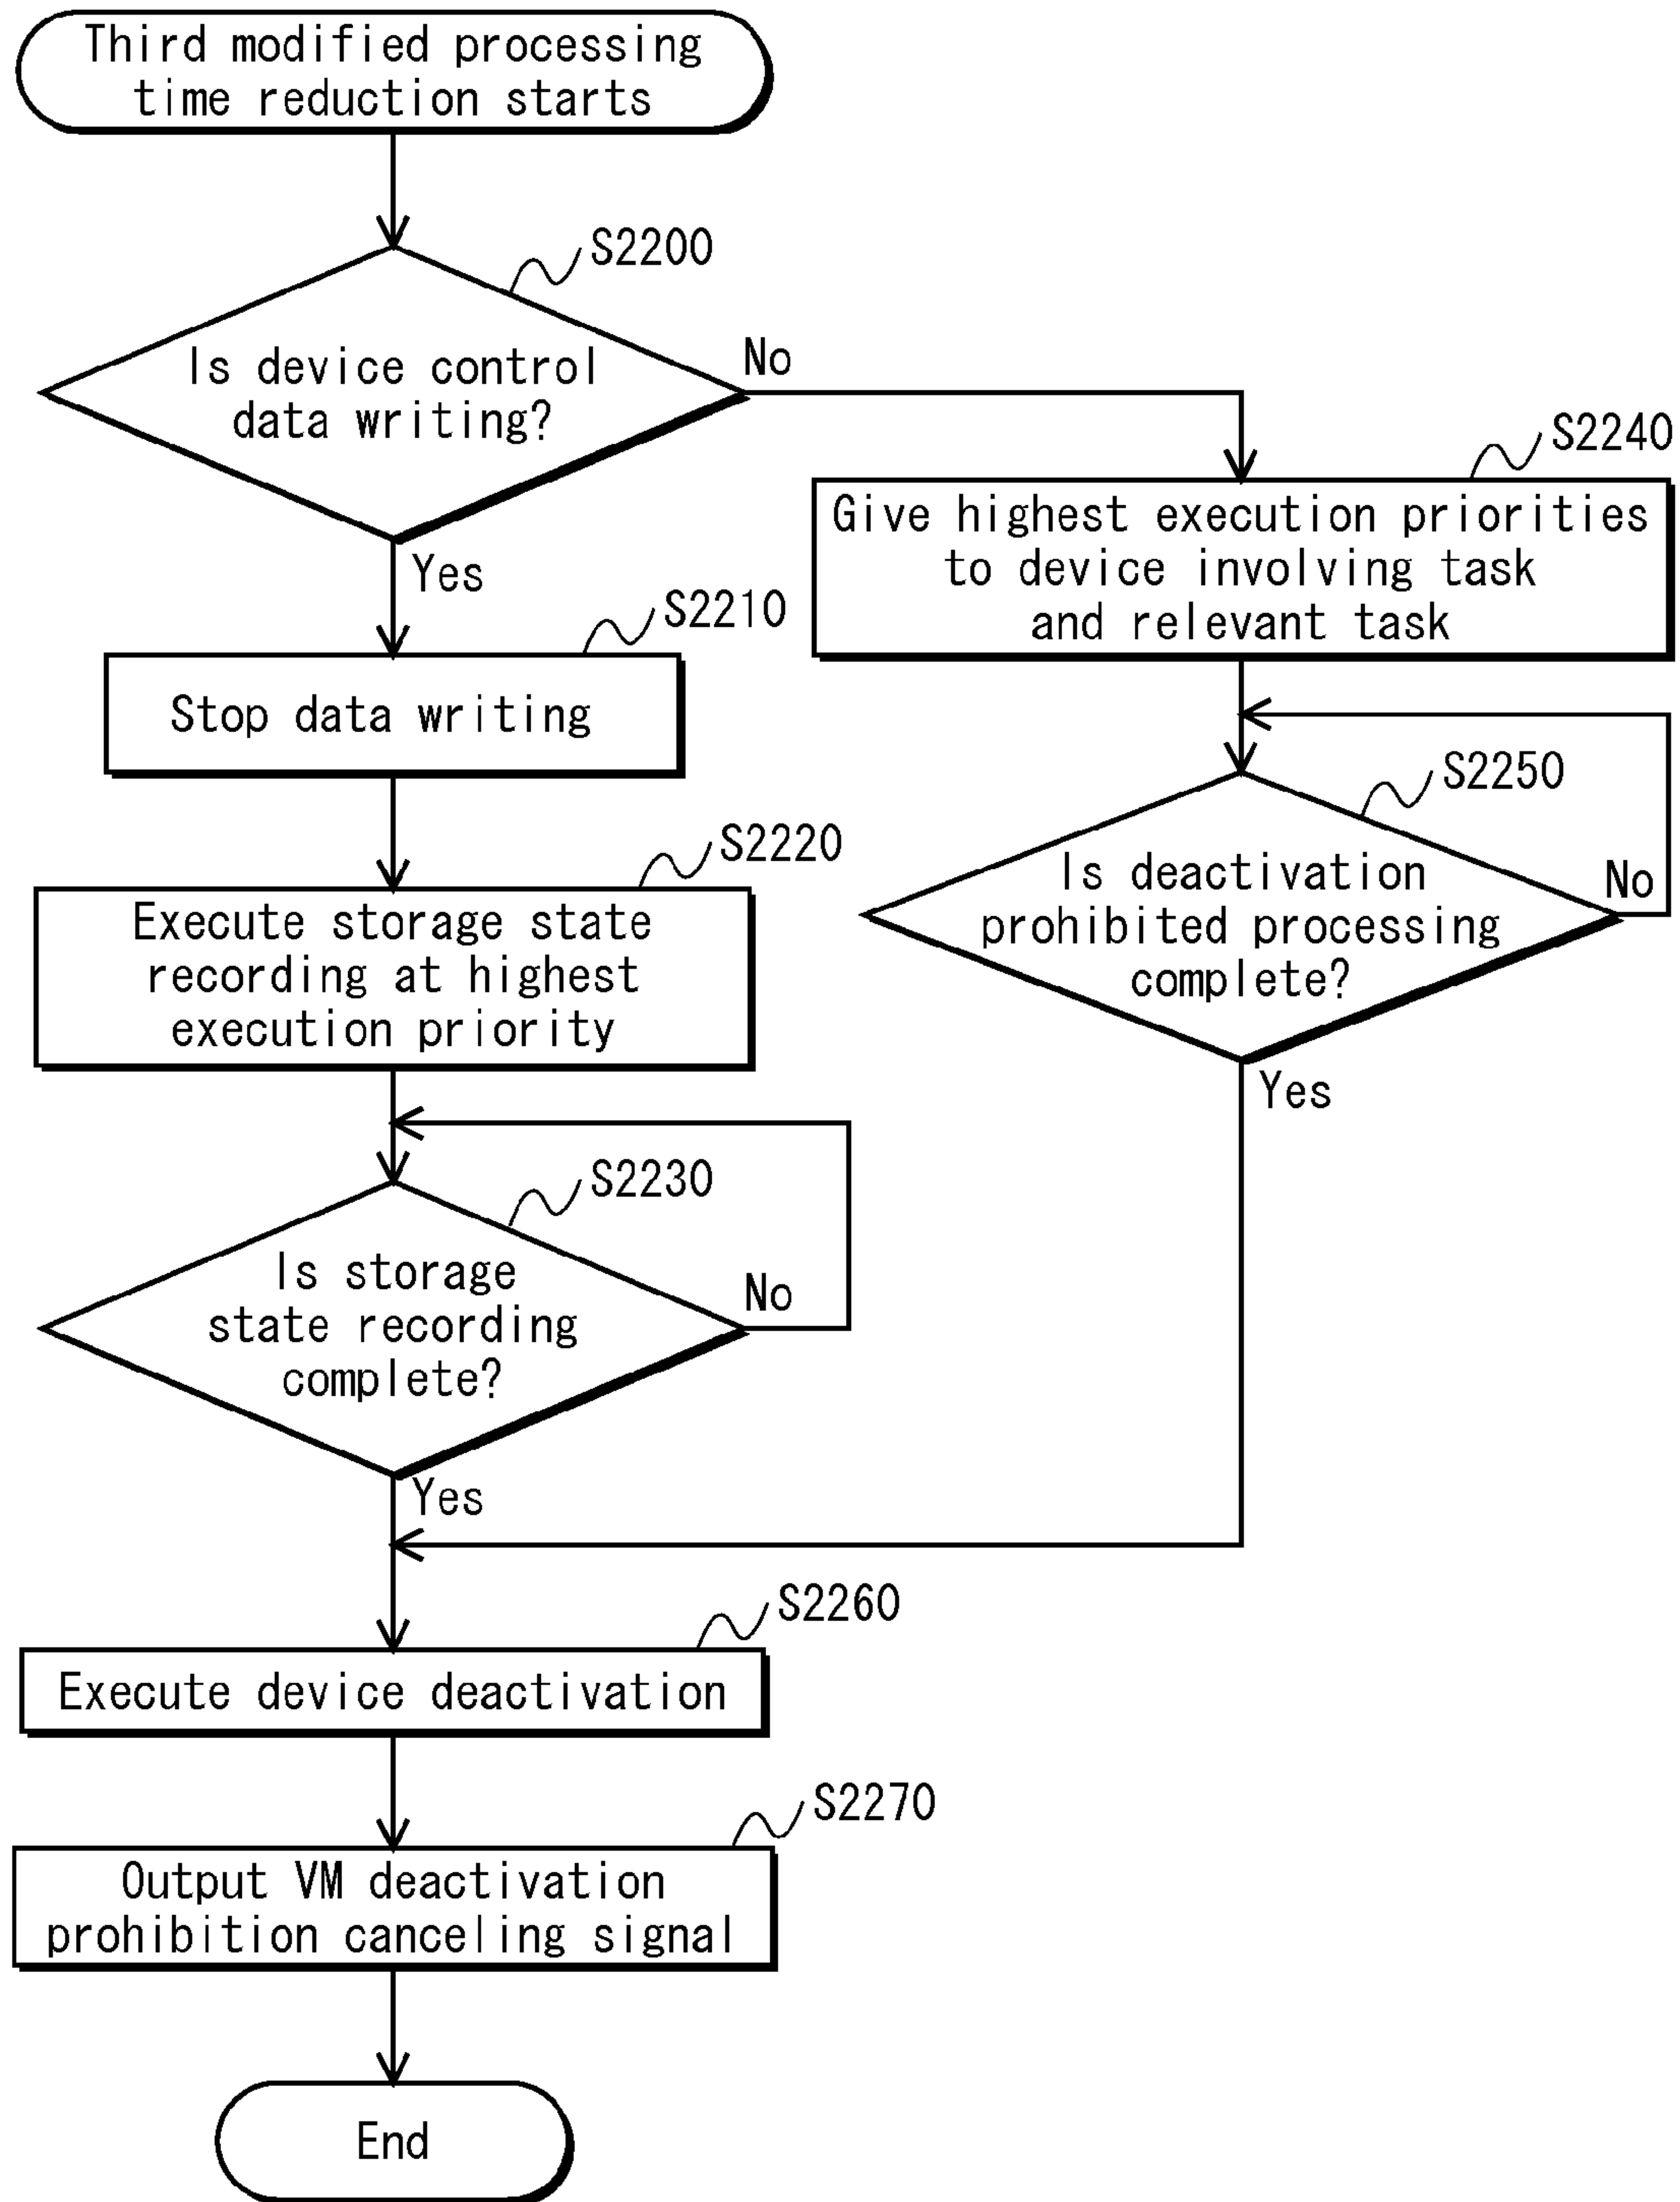 Third modified processing
time reduction starts
S2200
Is device control
data writing?
No
Yes
S2240
Give highest execution priorities
to device involving task
and relevant task
S2210
Stop data writing
S2250
Is deactivation
prohibited processing
complete?
No
Yes
S2220
Execute storage state
recording at highest
execution priority
S2230
Is storage
state recording
complete?
No
Yes
S2260
Execute device deactivation
S2270
Output VM deactivation
prohibition canceling signal
End